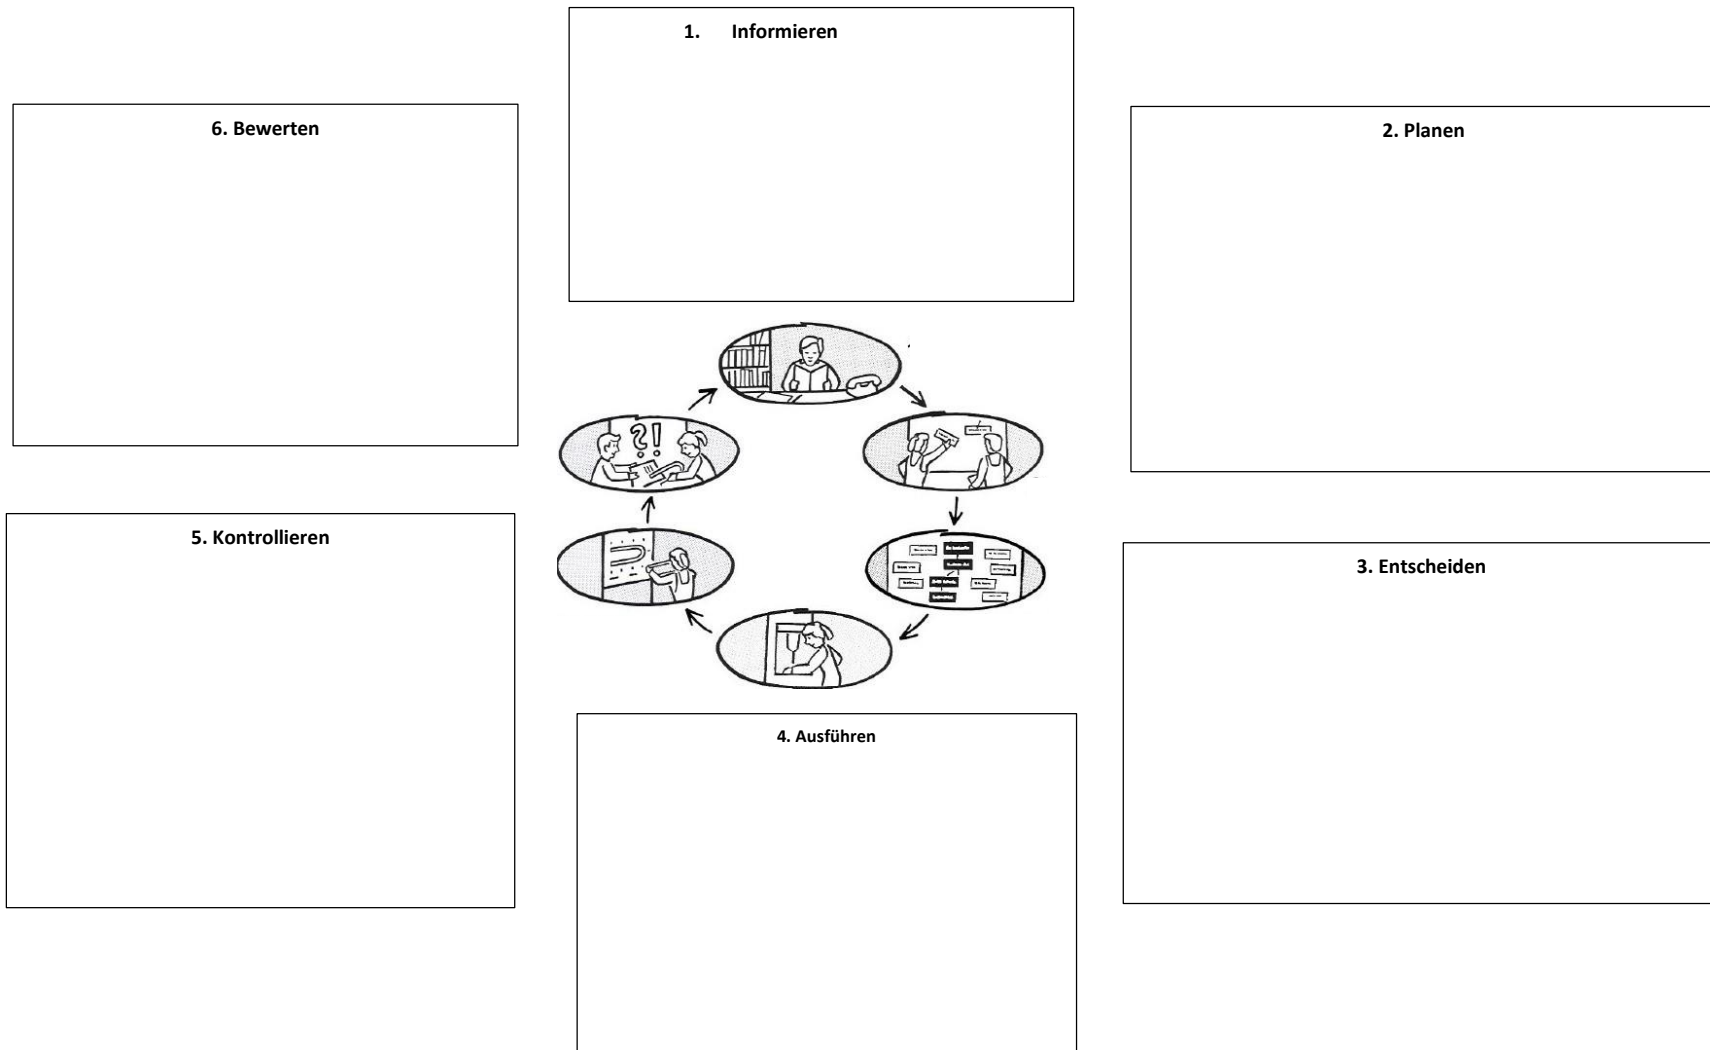 1. Informieren
6. Bewerten
2. Planen
?!
5. Kontrollieren
3. Entscheiden
4. Ausführen